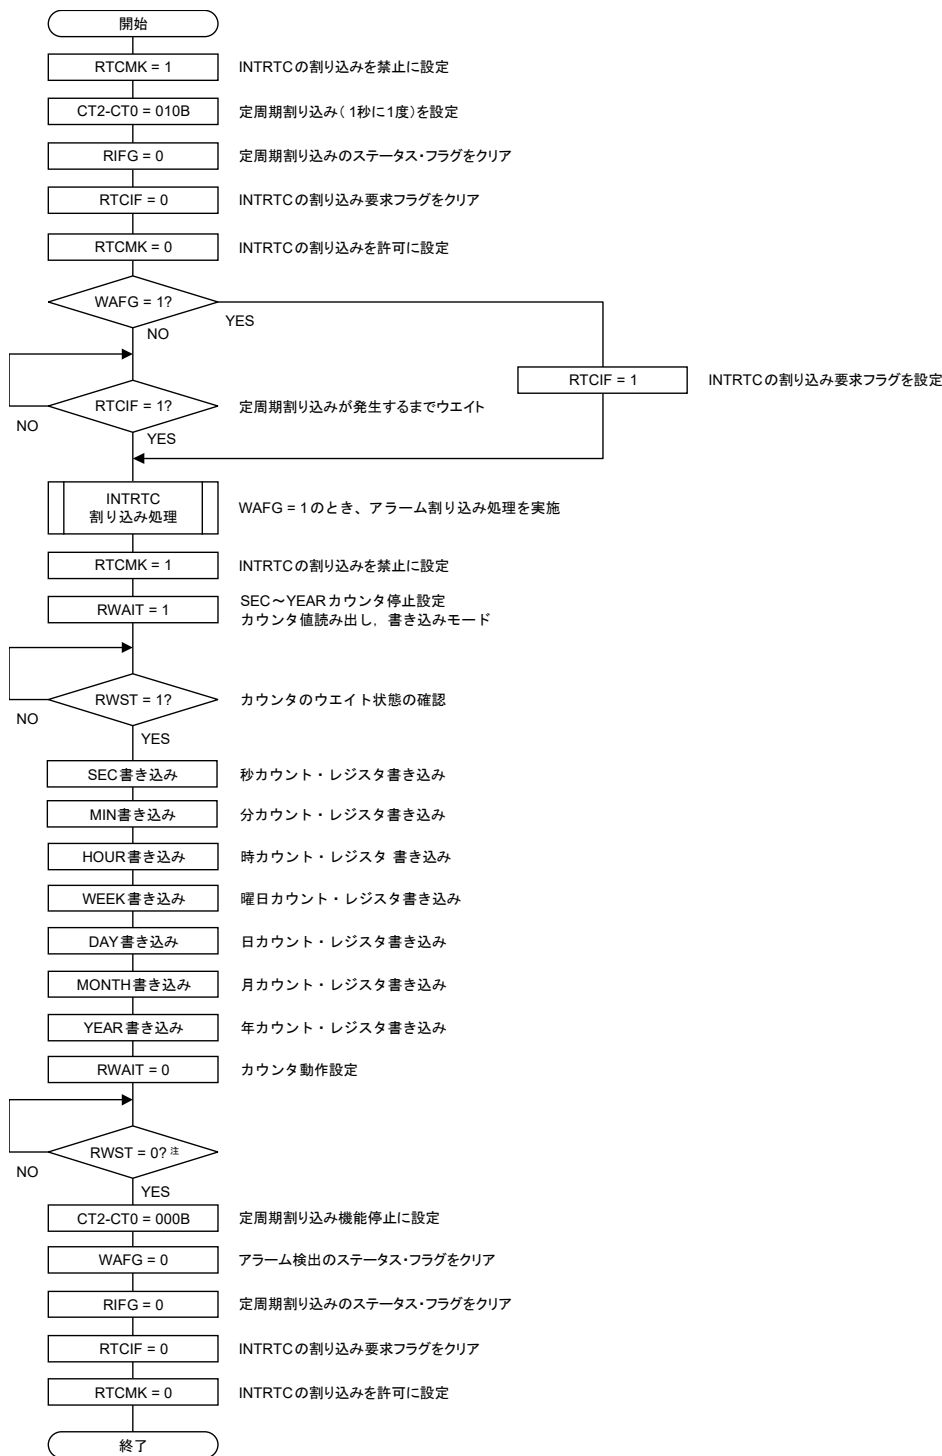 開始
RTCMK = 1
INTRTCの割り込みを禁止に設定
CT2-CT0 = 010B
定周期割り込み(1秒に1度)を設定
RIFG = 0
定周期割り込みのステータス・フラグをクリア
RTCIF = 0
INTRTCの割り込み要求フラグをクリア
RTCMK = 0
INTRTCの割り込みを許可に設定
WAFG = 1?
YES
NO
RTCIF = 1
INTRTCの割り込み要求フラグを設定
RTCIF = 1?
定周期割り込みが発生するまでウエイト
NO
YES
INTRTC
割り込み処理
WAFG = 1のとき、アラーム割り込み処理を実施
RTCMK = 1
INTRTCの割り込みを禁止に設定
RWAIT = 1
SEC～YEARカウンタ停止設定
カウンタ値読み出し，書き込みモード
RWST = 1?
カウンタのウエイト状態の確認
NO
YES
SEC書き込み
秒カウント・レジスタ書き込み
MIN書き込み
分カウント・レジスタ書き込み
HOUR書き込み
時カウント・レジスタ 書き込み
WEEK書き込み
曜日カウント・レジスタ書き込み
DAY書き込み
日カウント・レジスタ書き込み
MONTH書き込み
月カウント・レジスタ書き込み
YEAR書き込み
年カウント・レジスタ書き込み
RWAIT = 0
カウンタ動作設定
RWST = 0? 注
NO
YES
CT2-CT0 = 000B
定周期割り込み機能停止に設定
WAFG = 0
アラーム検出のステータス・フラグをクリア
RIFG = 0
定周期割り込みのステータス・フラグをクリア
RTCIF = 0
INTRTCの割り込み要求フラグをクリア
RTCMK = 0
INTRTCの割り込みを許可に設定
終了